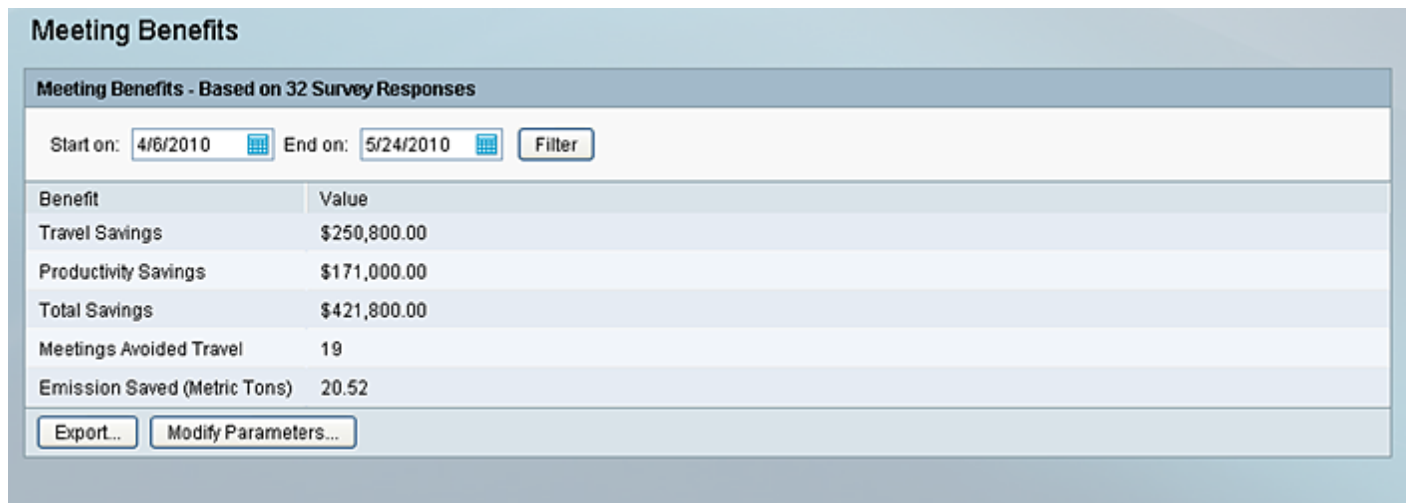 Meeting Benefits
Meeting Benefits - Based on 32 Survey Responses
Start on: 4/6/2010 End on: 5/24/2010 Filter
Benefit Value
Travel Savings $250,800.00
Productivity Savings $171,000.00
Total Savings $421,800.00
Meetings Avoided Travel 19
Emission Saved (Metric Tons) 20.52
Export... Modify Parameters...